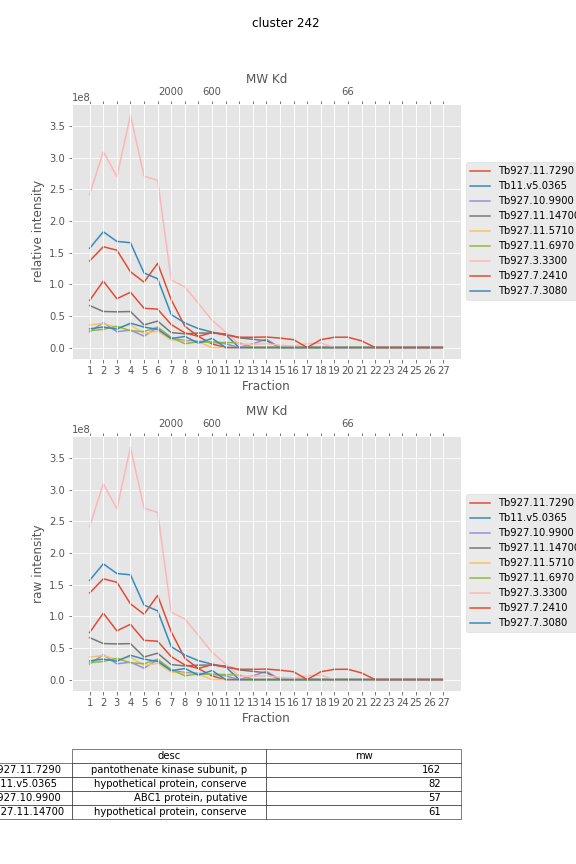 cluster 242
MW Kd
2000 600 66
1e8
3.5
3.0
2.5
2.0
1.5
1.0
0.5
0.0
relative intensity
1 2 3 4 5 6 7 8 9 10 11 12 13 14 15 16 17 18 19 20 21 22 23 24 25 26 27
Fraction
Tb927.11.7290
Tb11.v5.0365
Tb927.10.9900
Tb927.11.14700
Tb927.11.5710
Tb927.11.6970
Tb927.3.3300
Tb927.7.2410
Tb927.7.3080
MW Kd
2000 600 66
1e8
3.5
3.0
2.5
2.0
1.5
1.0
0.5
0.0
raw intensity
1 2 3 4 5 6 7 8 9 10 11 12 13 14 15 16 17 18 19 20 21 22 23 24 25 26 27
Fraction
Tb927.11.7290
Tb11.v5.0365
Tb927.10.9900
Tb927.11.14700
Tb927.11.5710
Tb927.11.6970
Tb927.3.3300
Tb927.7.2410
Tb927.7.3080
desc mw
927.11.7290 pantothenate kinase subunit, p 162
11.v5.0365 hypothetical protein, conserve 82
927.10.9900 ABC1 protein, putative 57
27.11.14700 hypothetical protein, conserve 61